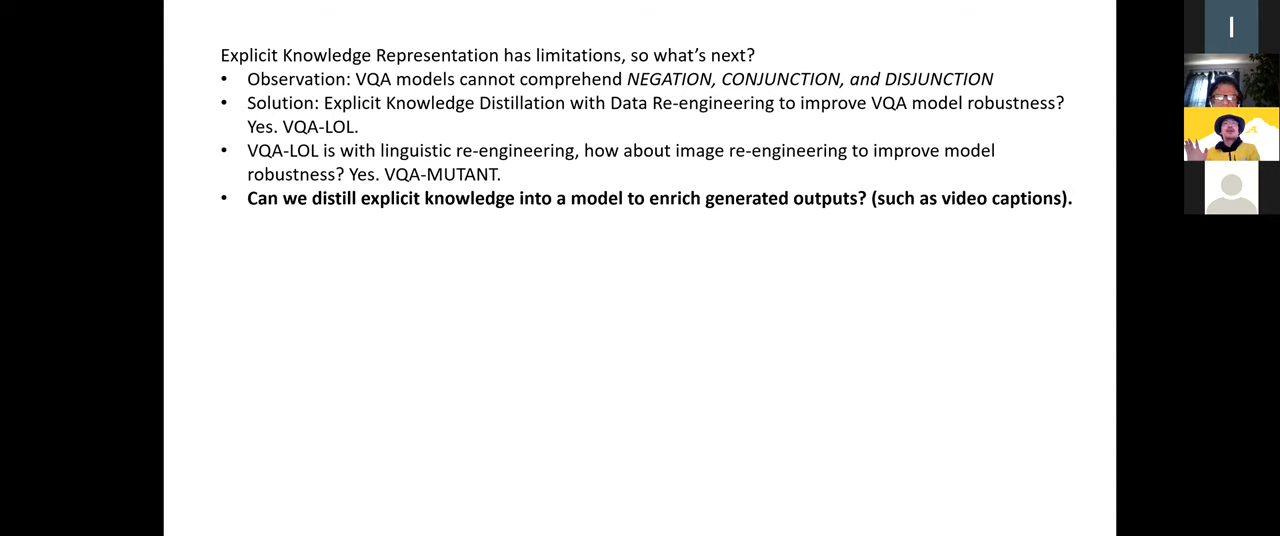 Explicit Knowledge Representation has limitations, so what's next?
• Observation: VQA models cannot comprehend NEGATION, CONJUNCTION, and DISJUNCTION
• Solution: Explicit Knowledge Distillation with Data Re-engineering to improve VQA model robustness?
Yes. VQA-LOL.
• VQA-LOL is with linguistic re-engineering, how about image re-engineering to improve model
robustness? Yes. VQA-MUTANT.
• Can we distill explicit knowledge into a model to enrich generated outputs? (such as video captions).
I